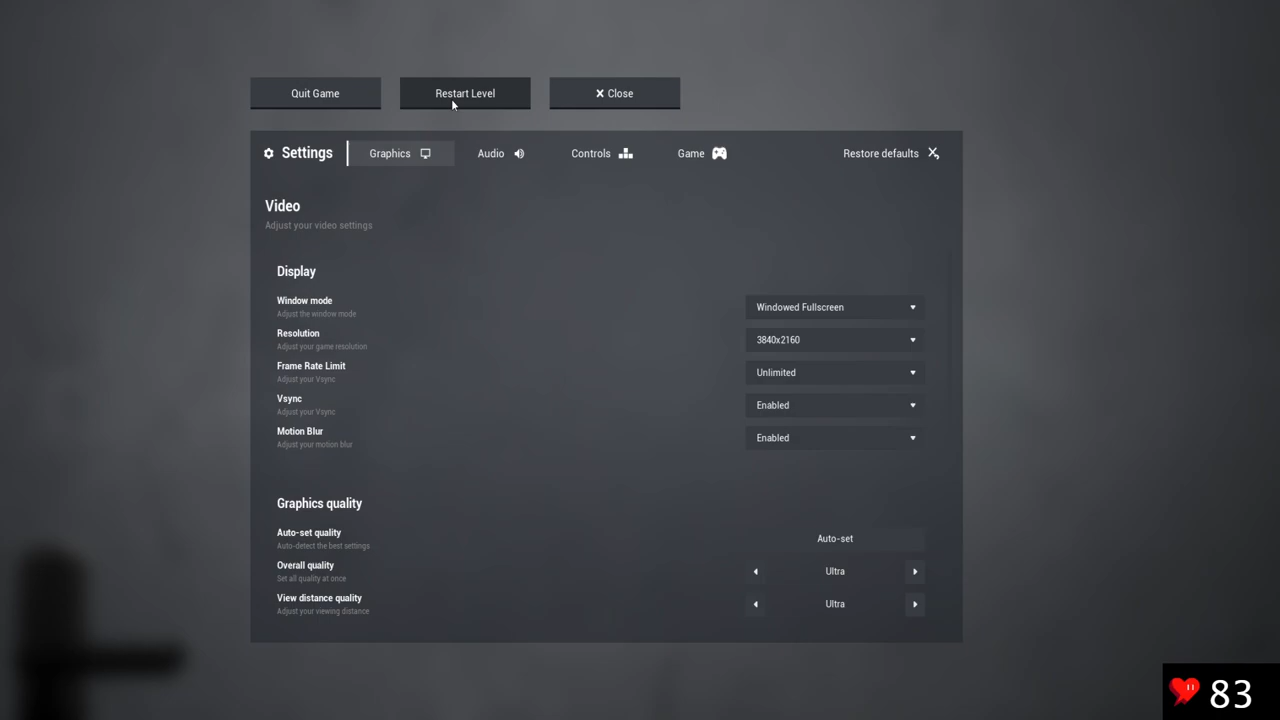 Quit Game
Restart Level
Close
Settings
Graphics
Audio
Controls
Game
Restore defaults
Video
Adjust your video settings
Display
Window mode
Adjust the window mode
Windowed Fullscreen
Resolution
Adjust your game resolution
3840x2160
Frame Rate Limit
Adjust your Vsync
Unlimited
Vsync
Adjust your Vsync
Enabled
Motion Blur
Adjust your motion blur
Enabled
Graphics quality
Auto-set quality
Auto-detect the best settings
Auto-set
Overall quality
Set all quality at once
Ultra
View distance quality
Adjust your viewing distance
Ultra
83